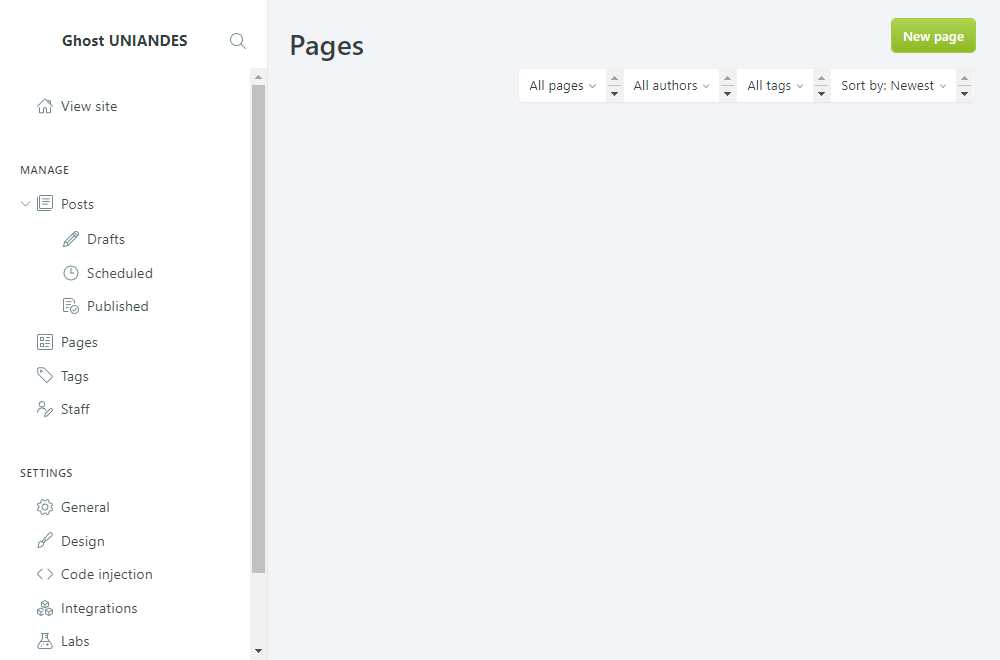 Ghost UNIANDES
View site
MANAGE
Posts
Drafts
Scheduled
Published
Pages
Tags
Staff
SETTINGS
General
Design
Code injection
Integrations
Labs
Pages
New page
All pages
All authors
All tags
Sort by: Newest